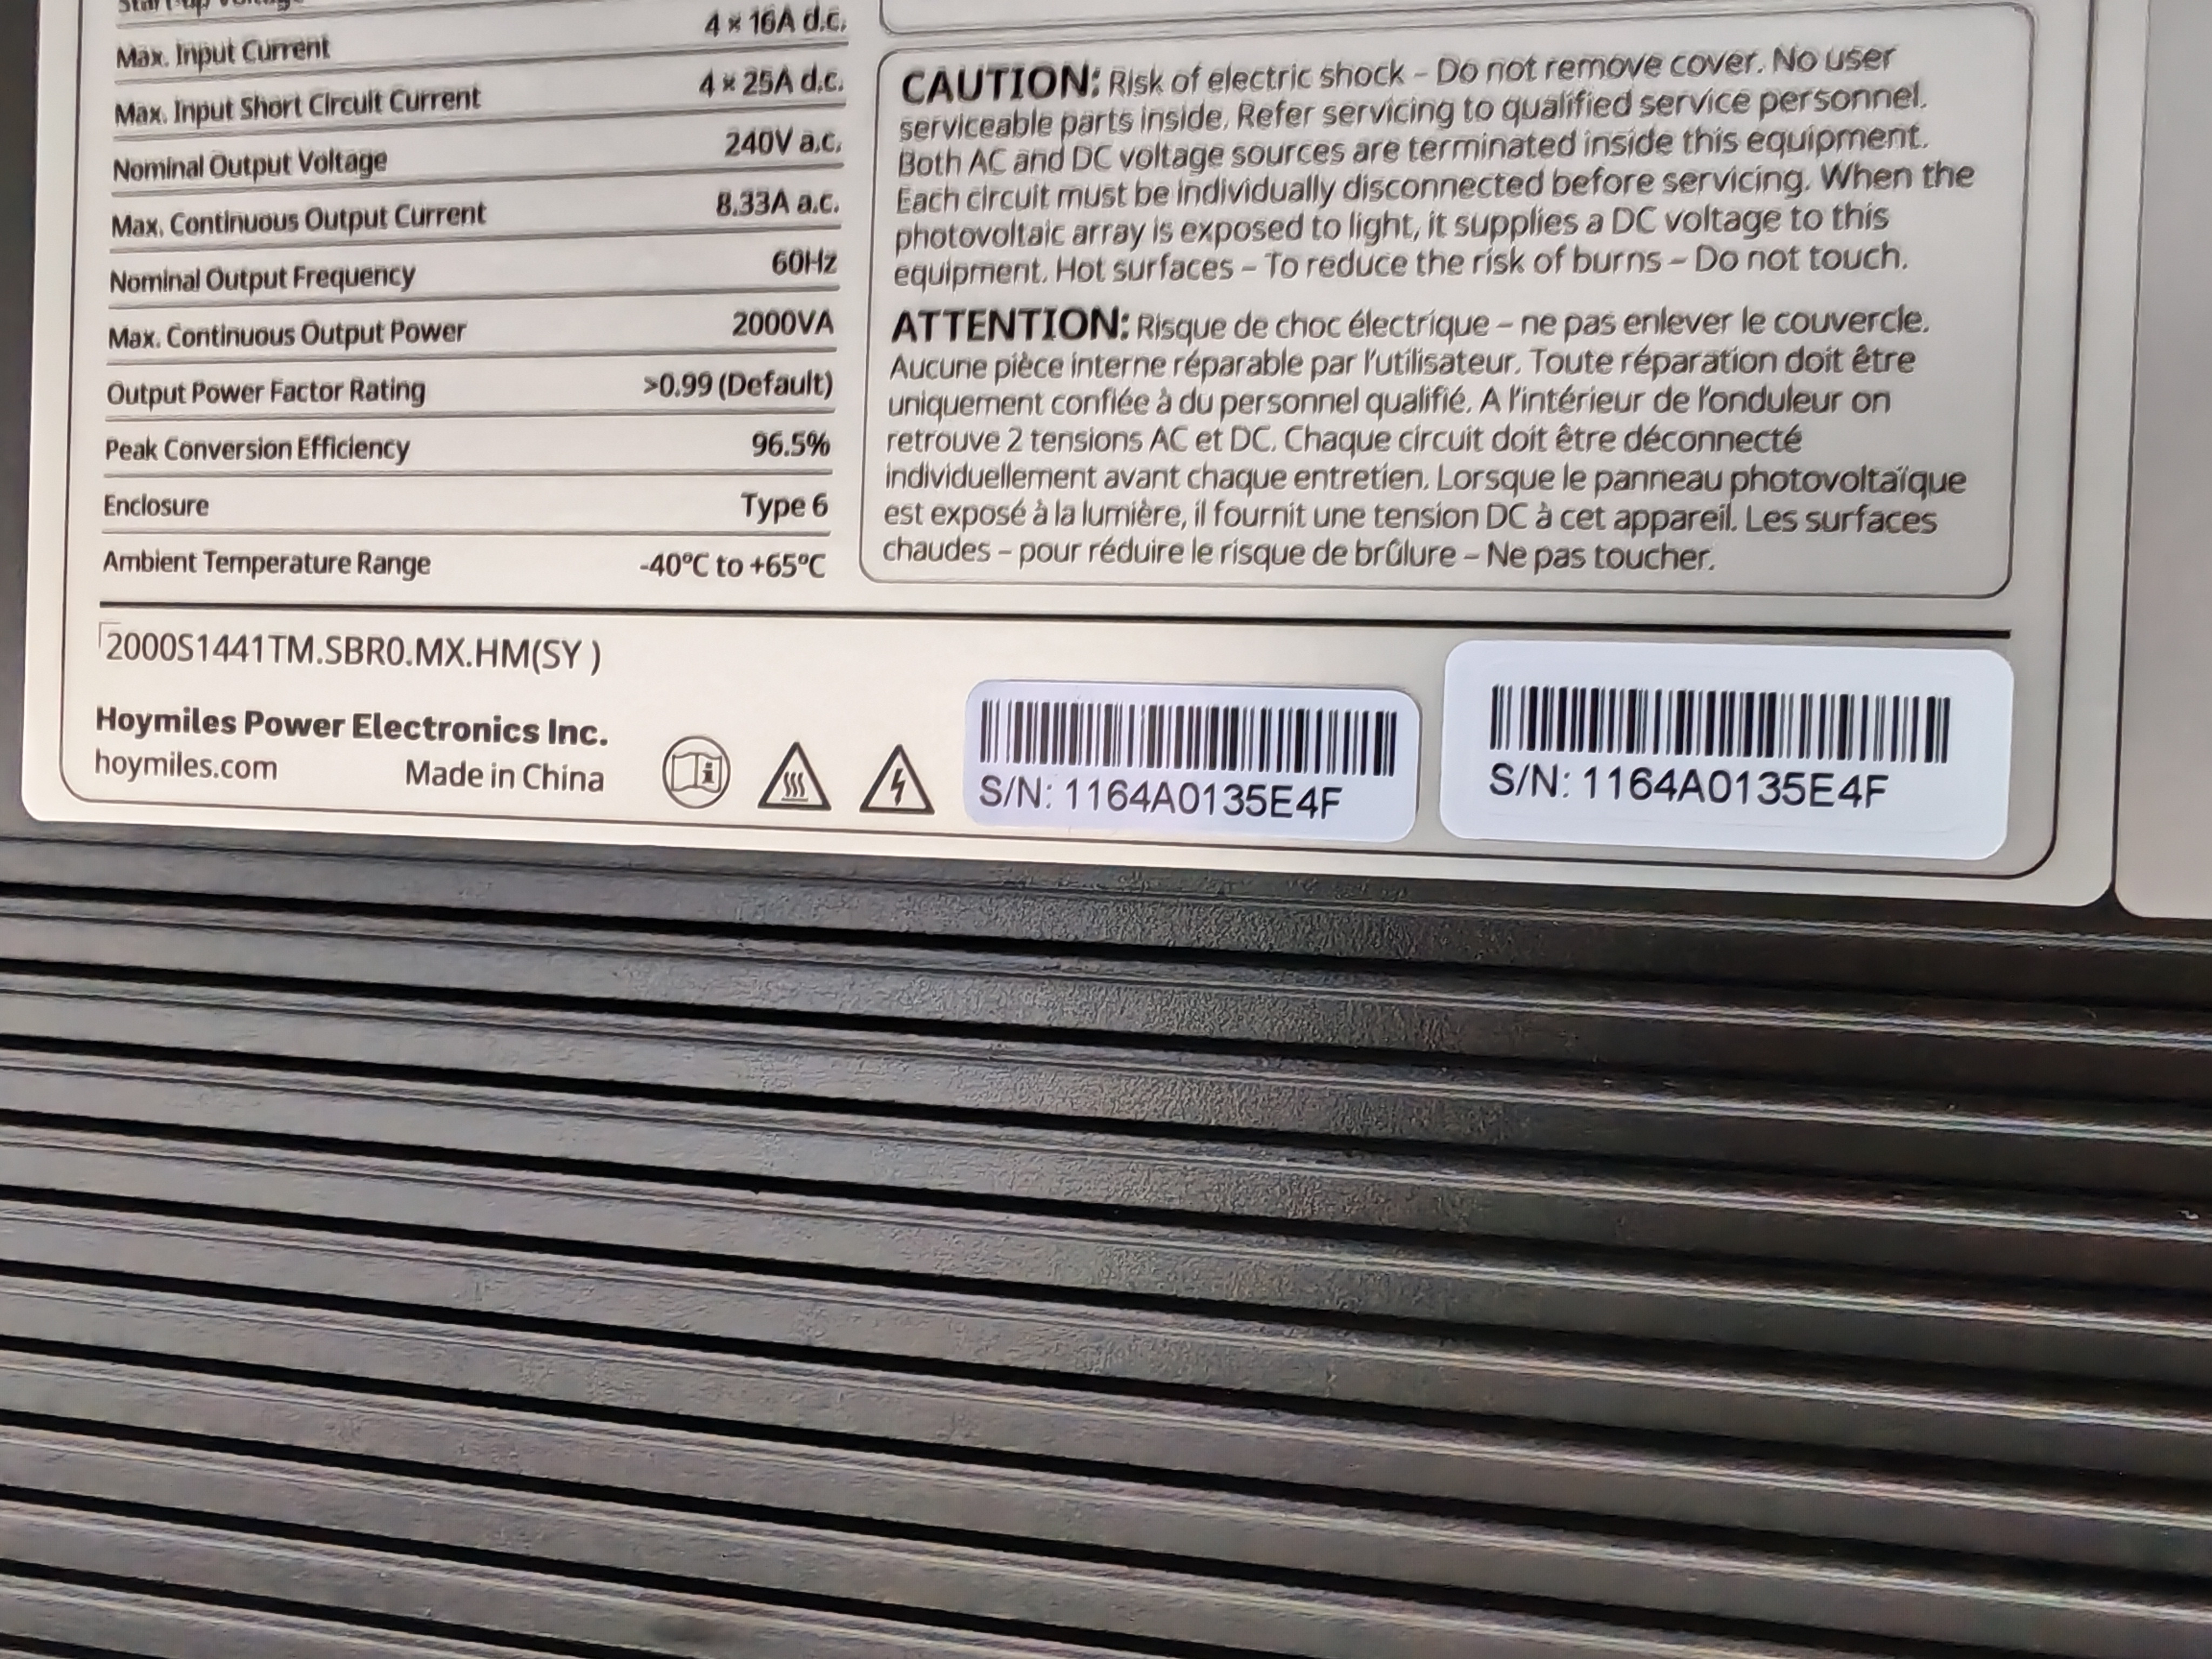 Start-up Voltage
Max. Input Current 4 × 16A d.c.
Max. Input Short Circuit Current 4 × 25A d.c.
Nominal Output Voltage 240V a.c.
Max. Continuous Output Current 8.33A a.c.
Nominal Output Frequency 60Hz
Max. Continuous Output Power 2000VA
Output Power Factor Rating >0.99 (Default)
Peak Conversion Efficiency 96.5%
Enclosure Type 6
Ambient Temperature Range -40°C to +65°C
CAUTION: Risk of electric shock – Do not remove cover. No user
serviceable parts inside. Refer servicing to qualified service personnel.
Both AC and DC voltage sources are terminated inside this equipment.
Each circuit must be individually disconnected before servicing. When the
photovoltaic array is exposed to light, it supplies a DC voltage to this
equipment. Hot surfaces – To reduce the risk of burns – Do not touch.
ATTENTION: Risque de choc électrique – ne pas enlever le couvercle.
Aucune pièce interne réparable par l'utilisateur. Toute réparation doit être
uniquement confiée à du personnel qualifié. A l'intérieur de l'onduleur on
retrouve 2 tensions AC et DC. Chaque circuit doit être déconnecté
individuellement avant chaque entretien. Lorsque le panneau photovoltaïque
est exposé à la lumière, il fournit une tension DC à cet appareil. Les surfaces
chaudes – pour réduire le risque de brûlure – Ne pas toucher.
2000S1441TM.SBR0.MX.HM(SY )
Hoymiles Power Electronics Inc.
hoymiles.com Made in China
S/N: 1164A0135E4F
S/N: 1164A0135E4F